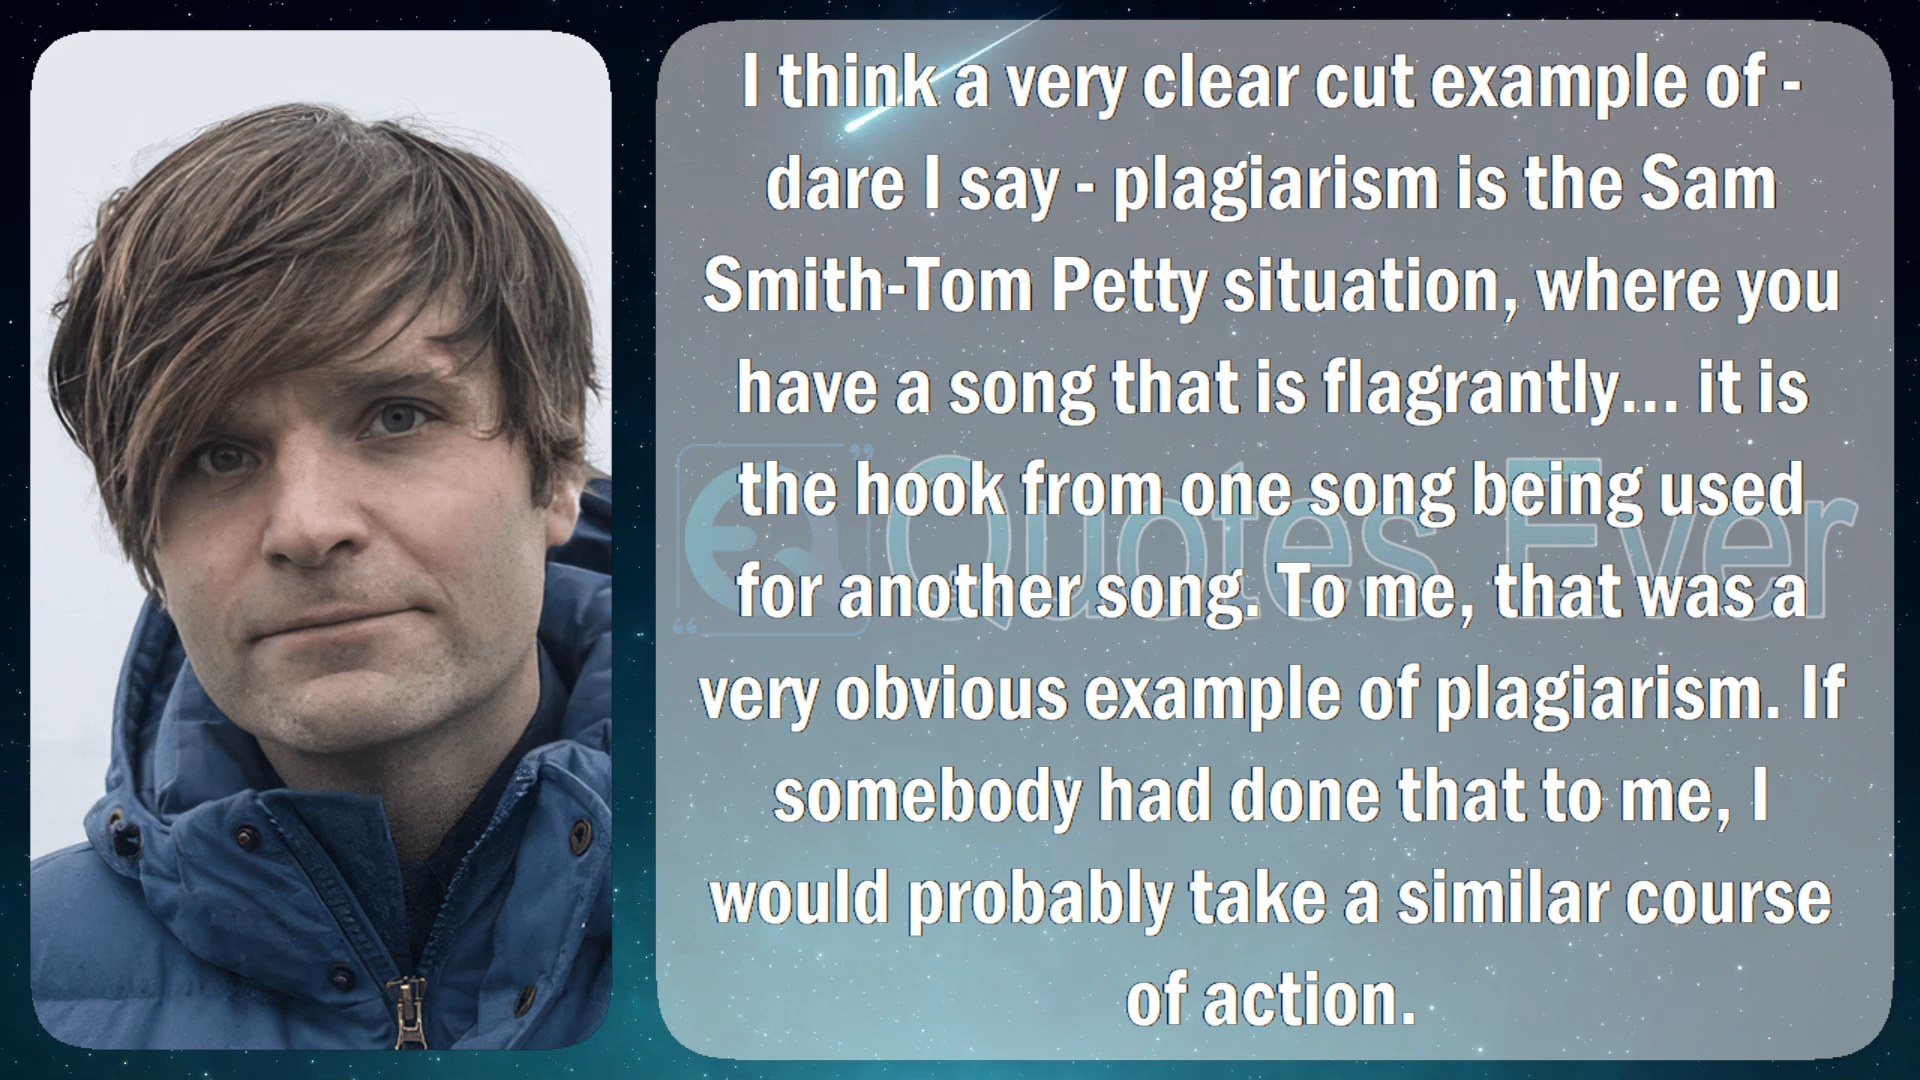 I think a very clear cut example of -
dare I say - plagiarism is the Sam
Smith-Tom Petty situation, where you
have a song that is flagrantly... it is
the hook from one song being used
for another song. To me, that was a
very obvious example of plagiarism. If
somebody had done that to me, I
would probably take a similar course
of action.
Quotes Ever